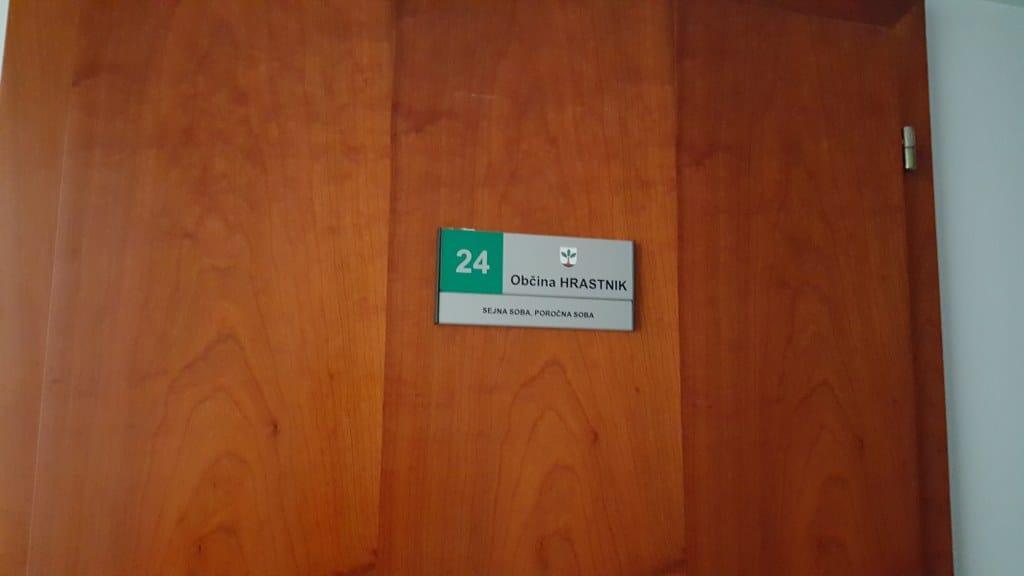 24
Občina HRASTNIK
SEJNA SOBA, POROČNA SOBA